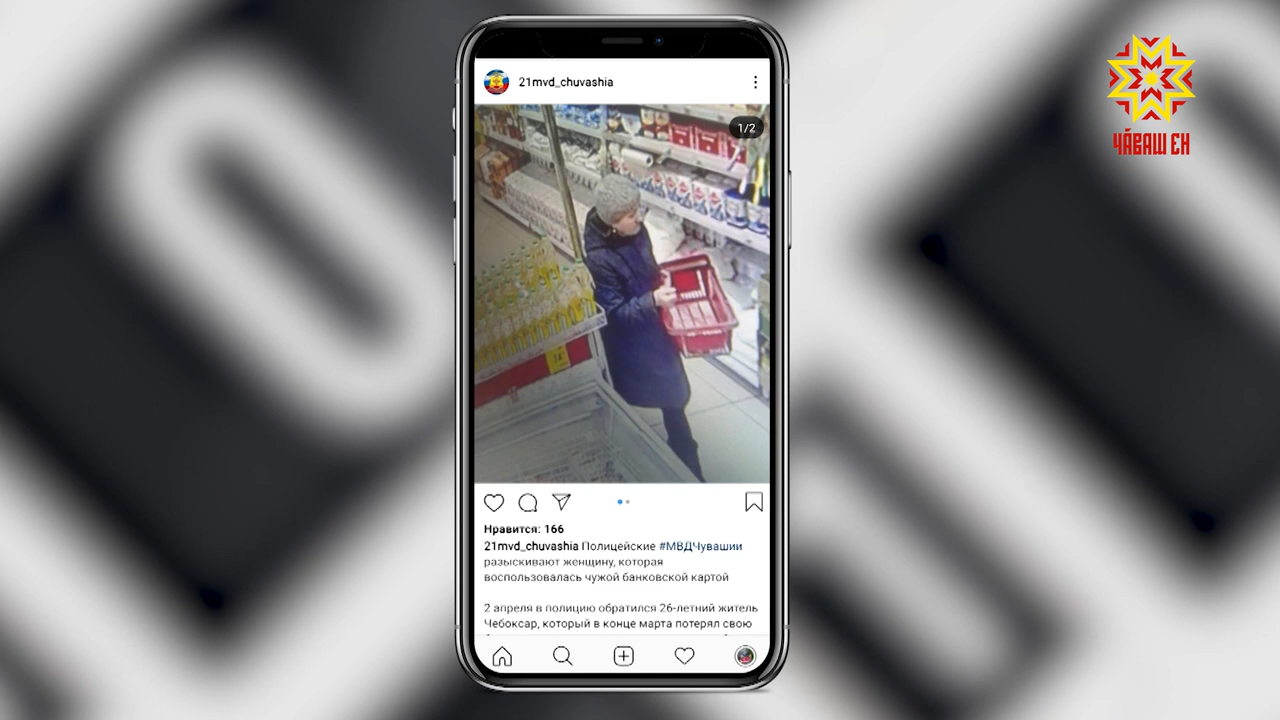 21mvd_chuvashia
1/2
ЧӐВАШ ЕН
Нравится: 166
21mvd_chuvashia Полицейские #МВДЧувашии
разыскивают женщину, которая
воспользовалась чужой банковской картой
2 апреля в полицию обратился 26-летний житель
Чебоксар, который в конце марта потерял свою